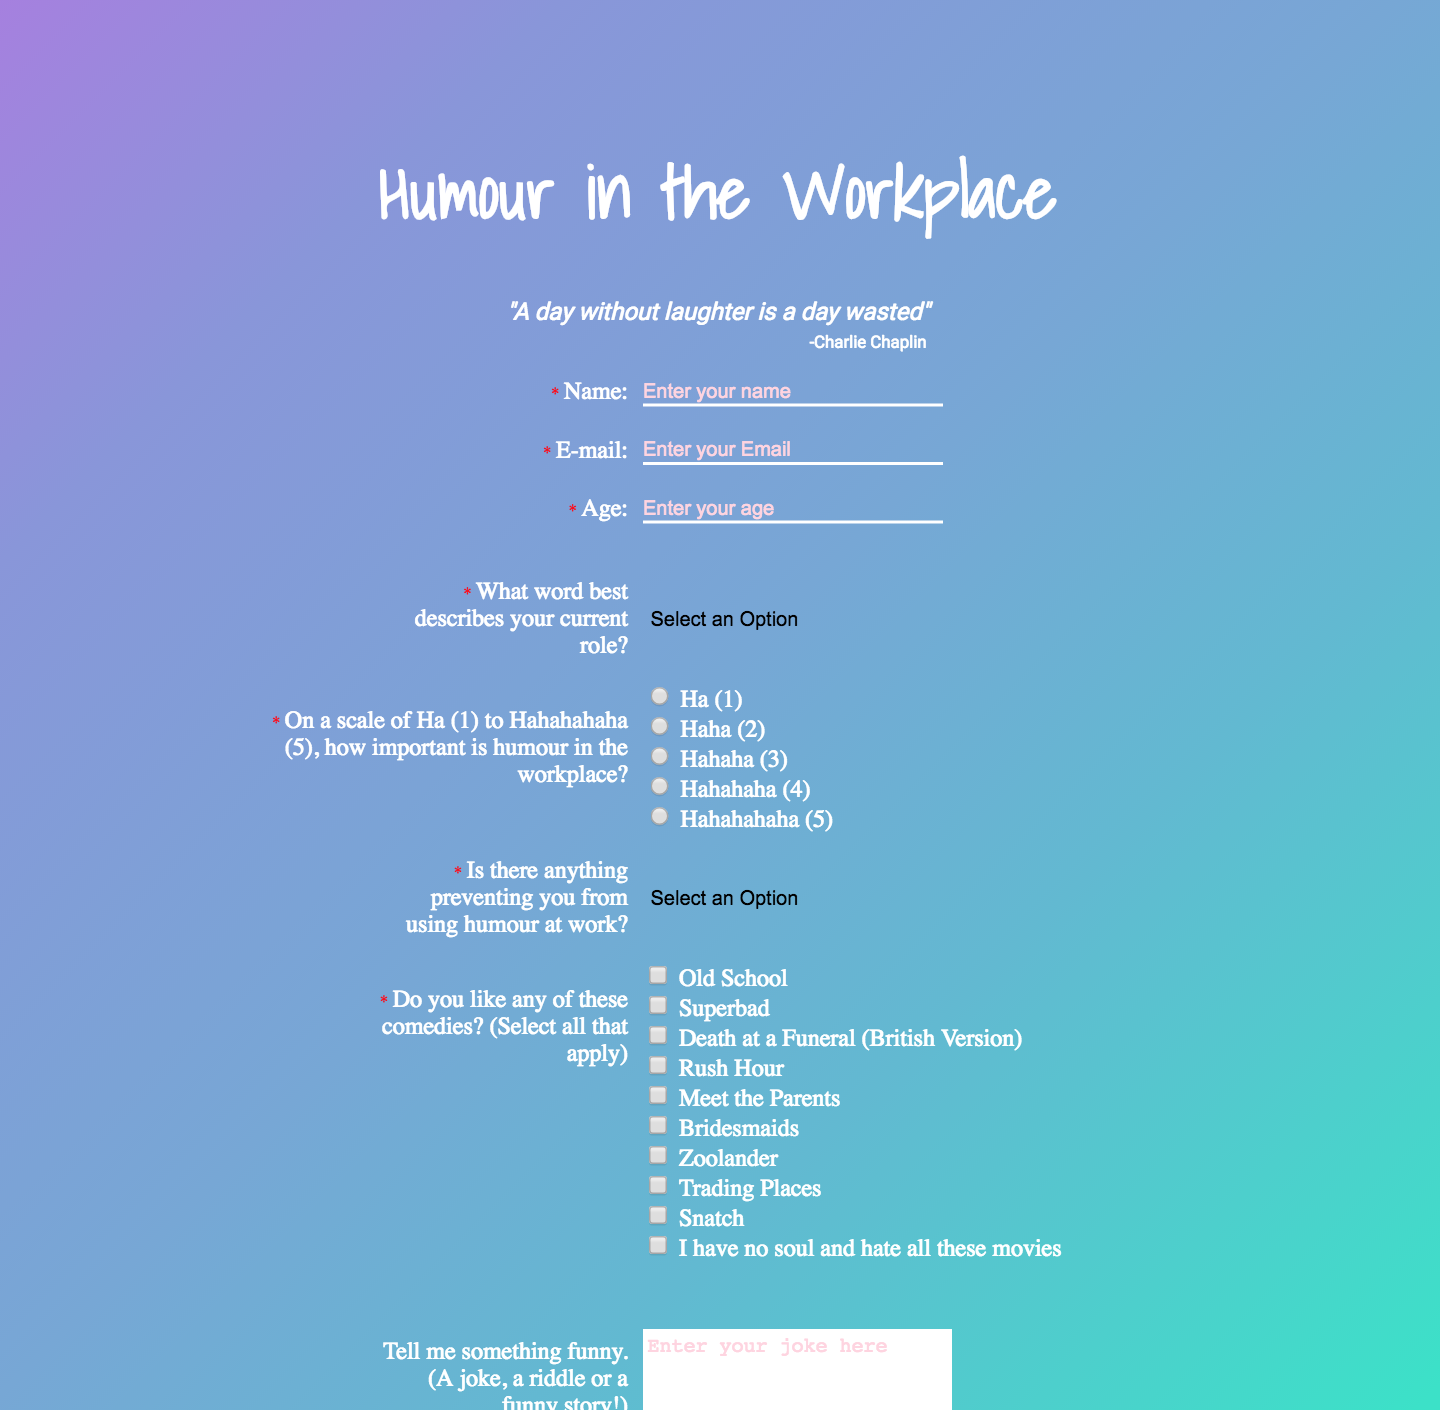 Humour in the Workplace
"A day without laughter is a day wasted"
-Charlie Chaplin
* Name: Enter your name
* E-mail: Enter your Email
* Age: Enter your age
* What word best
describes your current
role?
Select an Option
* On a scale of Ha (1) to Hahahahaha
(5), how important is humour in the
workplace?
Ha (1)
Haha (2)
Hahaha (3)
Hahahaha (4)
Hahahahaha (5)
* Is there anything
preventing you from
using humour at work?
Select an Option
* Do you like any of these
comedies? (Select all that
apply)
Old School
Superbad
Death at a Funeral (British Version)
Rush Hour
Meet the Parents
Bridesmaids
Zoolander
Trading Places
Snatch
I have no soul and hate all these movies
Tell me something funny.
(A joke, a riddle or a
funny story!)
Enter your joke here